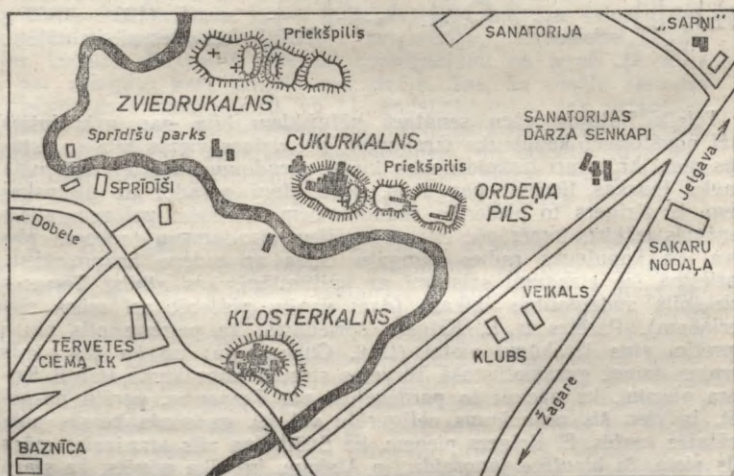 Priekšpilis
SANATORIJA
„SAPŅI”
ZVIEDRUKALNS
Sprīdīšu parks
CUKURKALNS
SANATORIJAS
DĀRZA SENKAPI
Priekšpilis
SPRĪDĪŠI
ORDEŅA
PILS
Jelgava
Dobele
SAKARU
NODAĻA
KLOSTERKALNS
VEIKALS
TĒRVETES
CIEMA IK
KLUBS
Žagare
BAZNĪCA